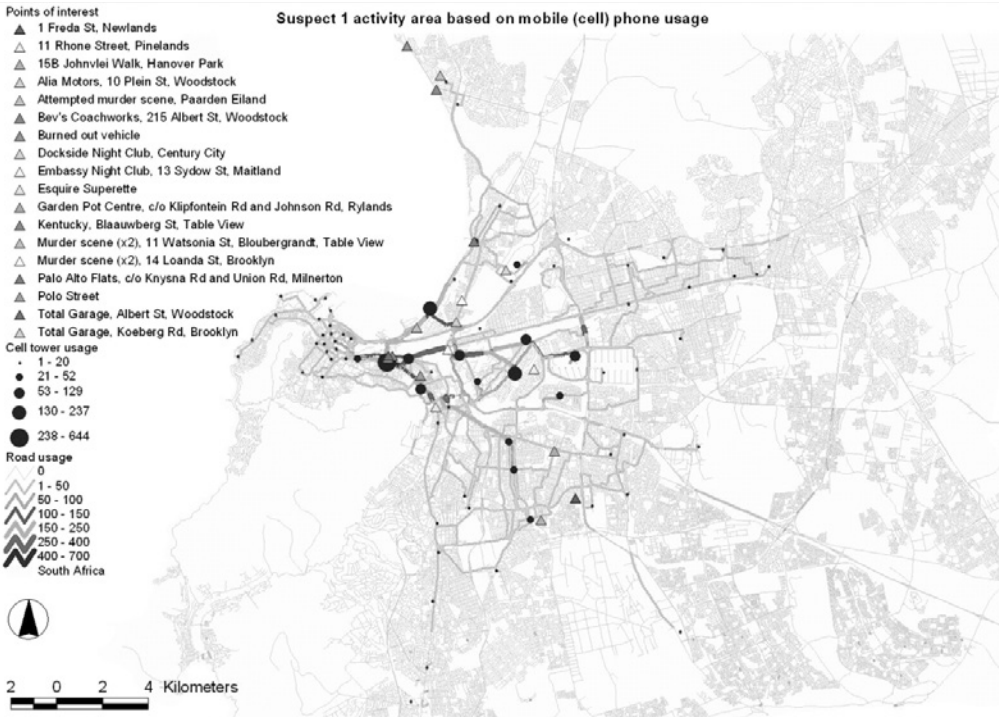 Suspect 1 activity area based on mobile (cell) phone usage
Points of interest
1 Freda St, Newlands
11 Rhone Street, Pinelands
15B Johnvlei Walk, Hanover Park
Alia Motors, 10 Plein St, Woodstock
Attempted murder scene, Paarden Eiland
Bev's Coachworks, 215 Albert St, Woodstock
Burned out vehicle
Dockside Night Club, Century City
Embassy Night Club, 13 Sydow St, Maitland
Esquire Superette
Garden Pot Centre, c/o Klipfontein Rd and Johnson Rd, Rylands
Kentucky, Blaauwberg St, Table View
Murder scene (x2), 11 Watsonia St, Bloubergrandt, Table View
Murder scene (x2), 14 Loanda St, Brooklyn
Palo Alto Flats, c/o Knysna Rd and Union Rd, Milnerton
Polo Street
Total Garage, Albert St, Woodstock
Total Garage, Koeberg Rd, Brooklyn
Cell tower usage
1 - 20
21 - 52
53 - 129
130 - 237
238 - 644
Road usage
0
1 - 50
50 - 100
100 - 150
150 - 250
250 - 400
400 - 700
South Africa
2 0 2 4 Kilometers